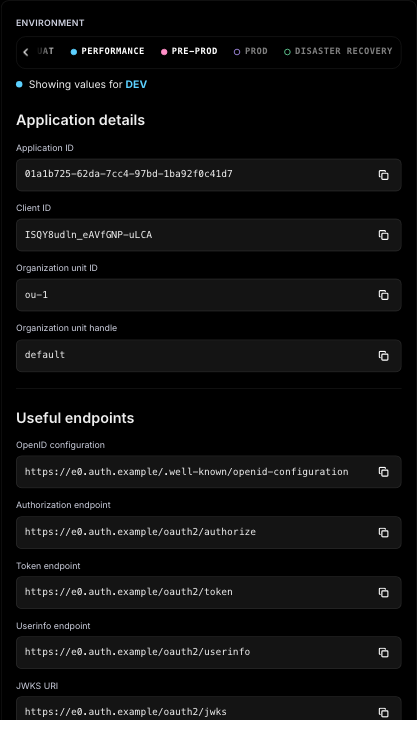 ENVIRONMENT
UAT PERFORMANCE PRE-PROD PROD DISASTER RECOVERY
Showing values for DEV
Application details
Application ID
01a1b725-62da-7cc4-97bd-1ba92f0c41d7
Client ID
ISQY8udln_eAVfGNP-uLCA
Organization unit ID
ou-1
Organization unit handle
default
Useful endpoints
OpenID configuration
https://e0.auth.example/.well-known/openid-configuration
Authorization endpoint
https://e0.auth.example/oauth2/authorize
Token endpoint
https://e0.auth.example/oauth2/token
Userinfo endpoint
https://e0.auth.example/oauth2/userinfo
JWKS URI
https://e0.auth.example/oauth2/jwks